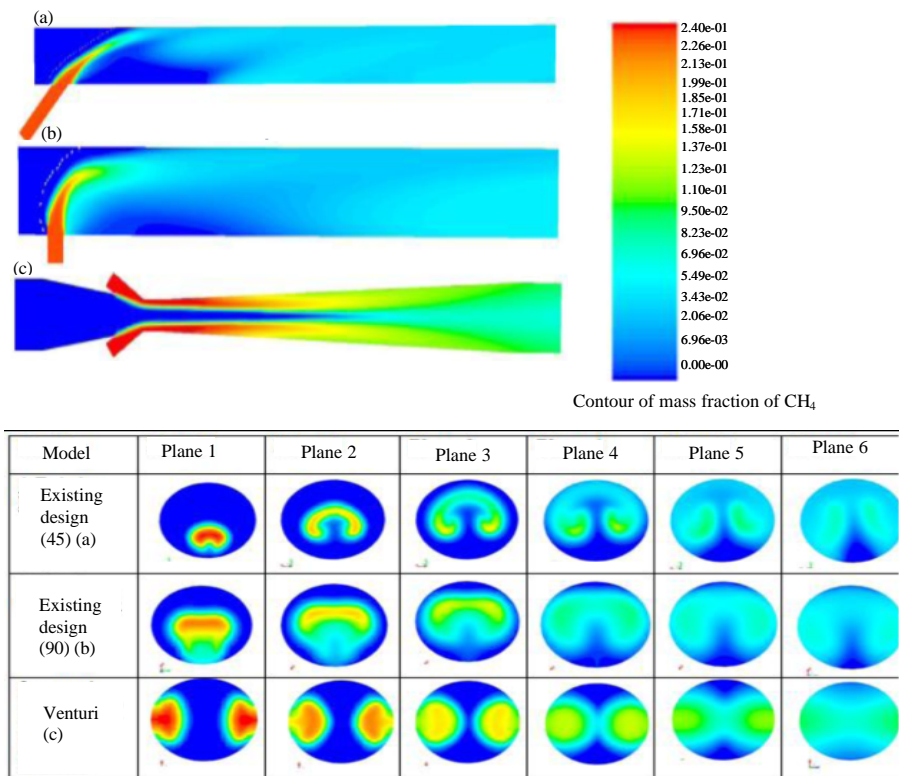 (a)
(b)
(c)
2.40e-01
2.26e-01
2.13e-01
1.99e-01
1.85e-01
1.71e-01
1.58e-01
1.37e-01
1.10e-01
9.50e-02
8.23e-02
6.96e-02
5.49e-02
3.43e-02
2.06e-02
6.96e-03
0.00e-00
Contour of mass fraction of CH₄
Model Plane 1 Plane 2 Plane 3 Plane 4 Plane 5 Plane 6
Existing
design
(45) (a)
Existing
design
(90) (b)
Venturi
(c)